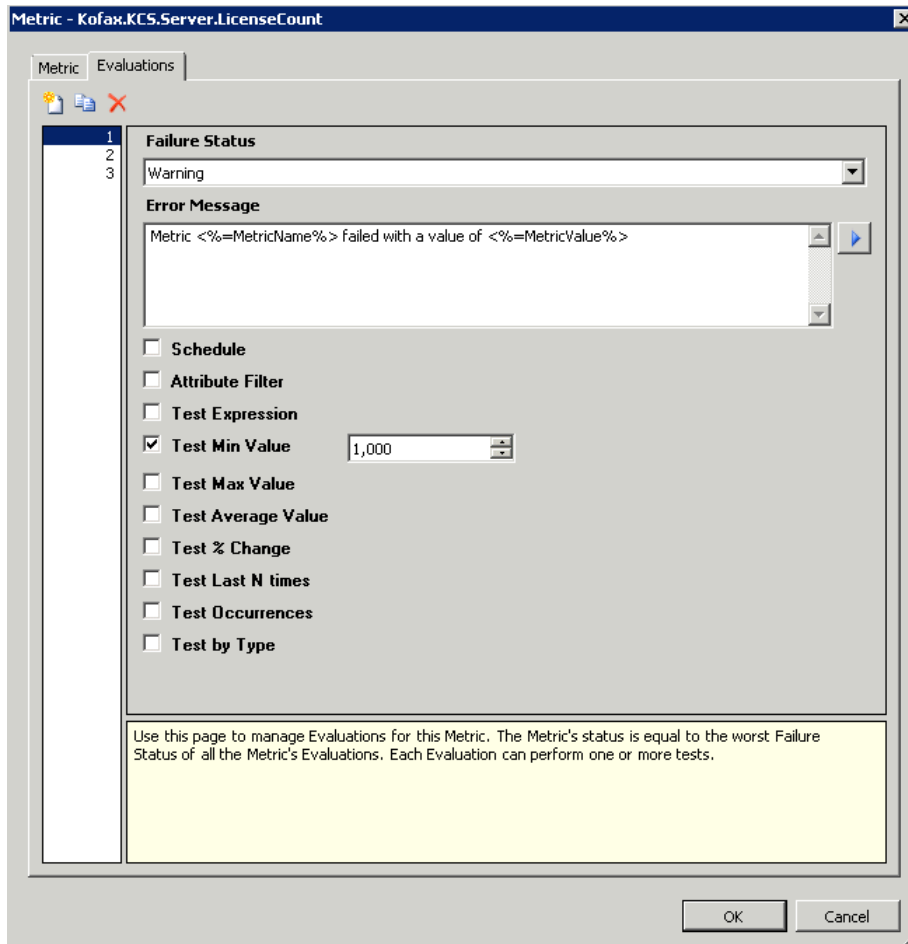 Metric - Kofax.KCS.Server.LicenseCount
Metric Evaluations
1
2
3
Failure Status
Warning
Error Message
Metric <%=MetricName%> failed with a value of <%=MetricValue%>
Schedule
Attribute Filter
Test Expression
Test Min Value 1,000
Test Max Value
Test Average Value
Test % Change
Test Last N times
Test Occurrences
Test by Type
Use this page to manage Evaluations for this Metric. The Metric's status is equal to the worst Failure
Status of all the Metric's Evaluations. Each Evaluation can perform one or more tests.
OK Cancel